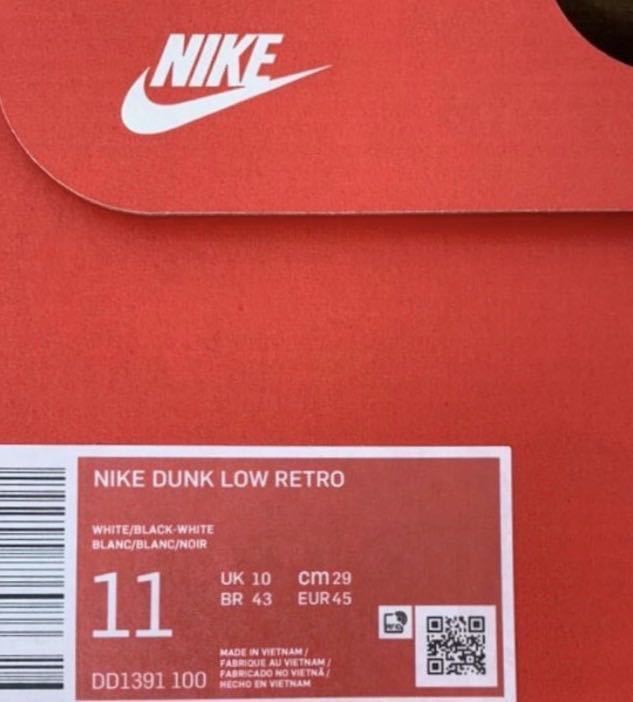 NIKE
NIKE DUNK LOW RETRO
WHITE/BLACK-WHITE
BLANC/BLANC/NOIR
11
UK 10 cm 29
BR 43 EUR 45
MADE IN VIETNAM /
FABRIQUE AU VIETNAM /
FABRICADO NO VIETNÃ /
HECHO EN VIETNAM
DD1391 100